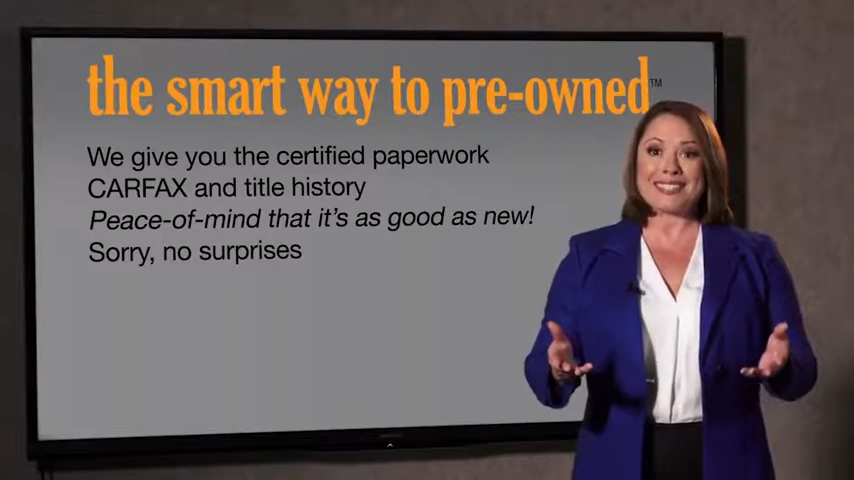 the smart way to pre-owned™
We give you the certified paperwork
CARFAX and title history
Peace-of-mind that it's as good as new!
Sorry, no surprises